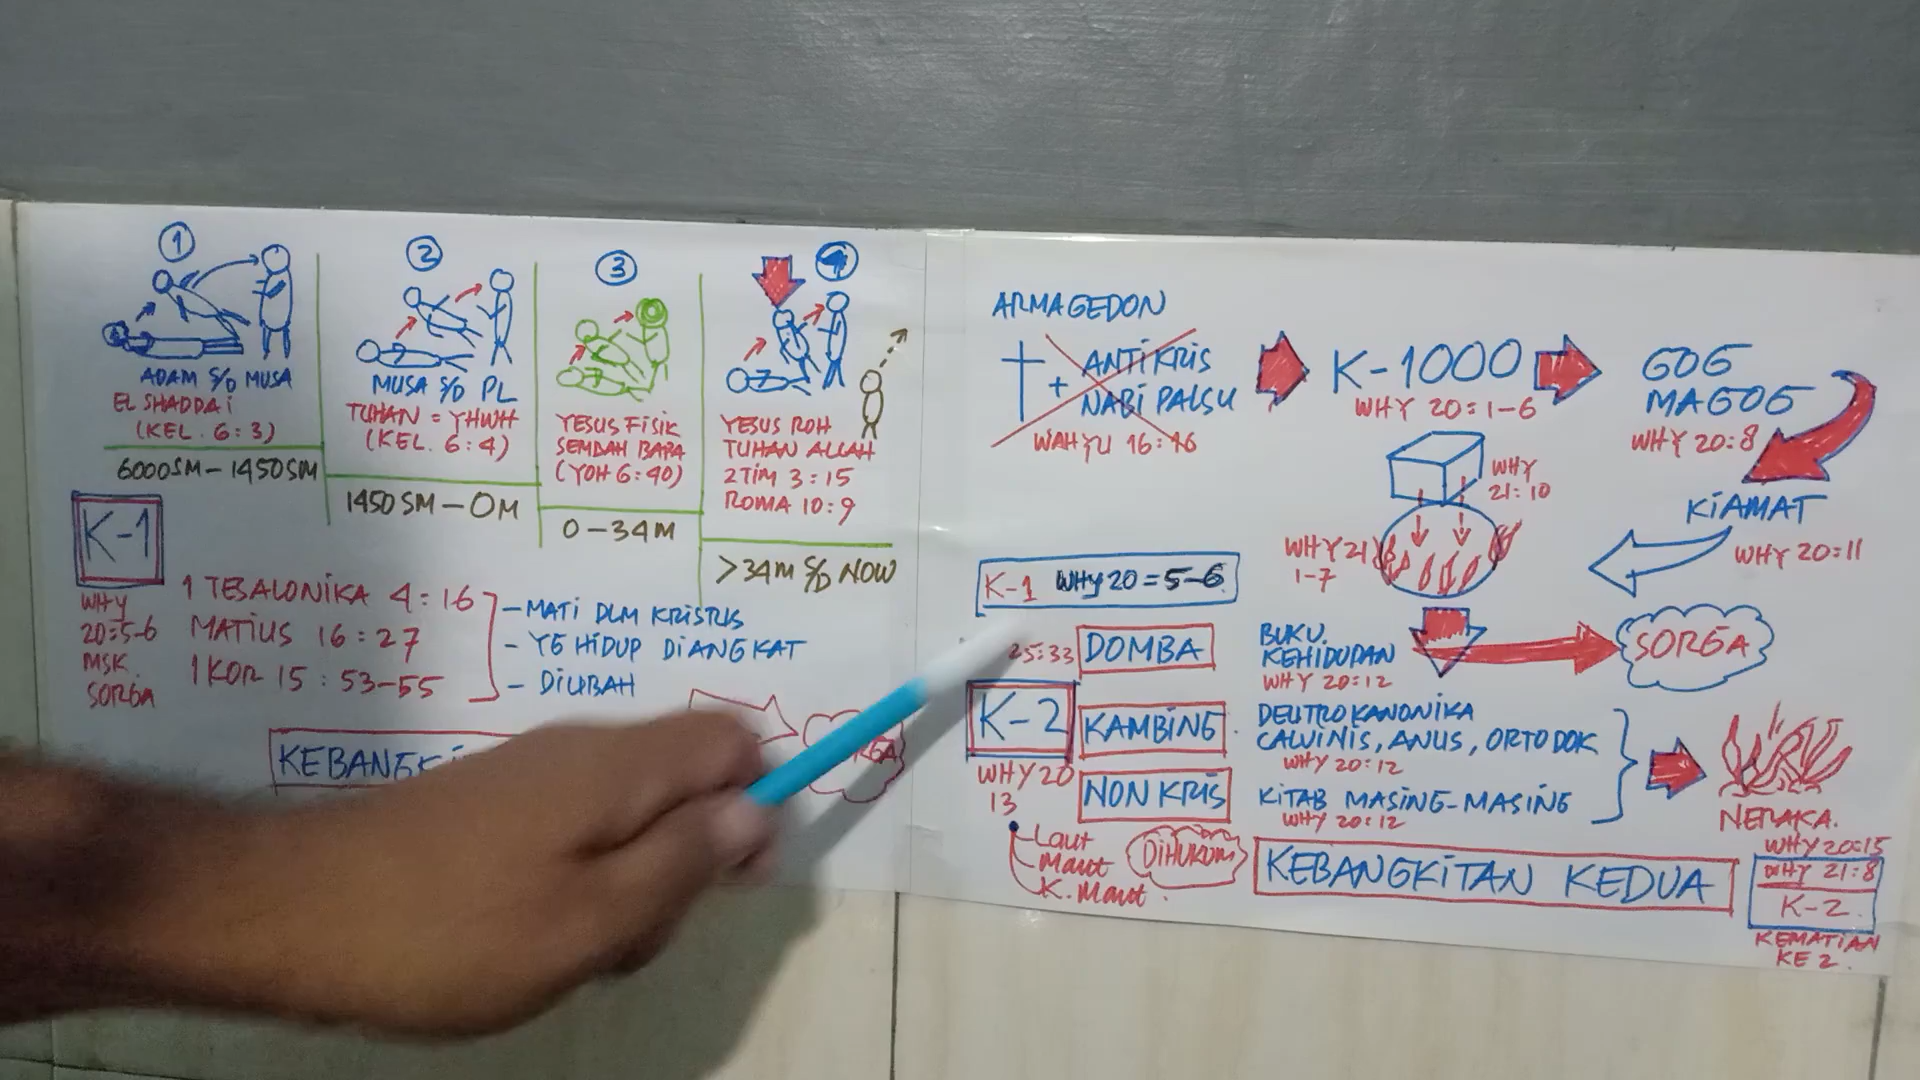 1
ADAM S/D MUSA
EL SHADDAI
(KEL. 6:3)
6000SM-1450SM
2
MUSA S/D PL
TUHAN = YHWH
(KEL. 6:4)
1450 SM-0M
3
YESUS FISIK
SEMBAH BAPA
(YOH 6:40)
0-34M
4
YESUS ROH
TUHAN ALLAH
2TIM 3:15
ROMA 10:9
>34M S/D NOW
K-1
WHY
20:5-6
MSK
SORGA
1 TESALONIKA 4:16
MATIUS 16:27
1 KOR 15:53-55
- MATI DLM KRISTUS
- YG HIDUP DIANGKAT
- DIUBAH
ARMAGEDON
+ ANTIKRIS
NABI PALSU
WAHYU 16:16
K-1000
WHY 20:1-6
GOG
MAGOG
WHY 20:8
KIAMAT
WHY 20:11
WHY
21:10
WHY 21
1-7
K-1 WHY 20=5-6
25:33
DOMBA
BUKU
KEHIDUPAN
WHY 20:12
SORGA
K-2
WHY 20
13
KAMBING
DEUTROKANONIKA
CALVINIS, ANUS, ORTODOK
WHY 20:12
NON KRIS
KITAB MASING-MASING
WHY 20:12
NERAKA.
WHY 20:15
WHY 21:8
K-2
KEMATIAN
KE 2.
Laut
Maut
K. Maut.
DIHUKUM
KEBANGKITAN KEDUA